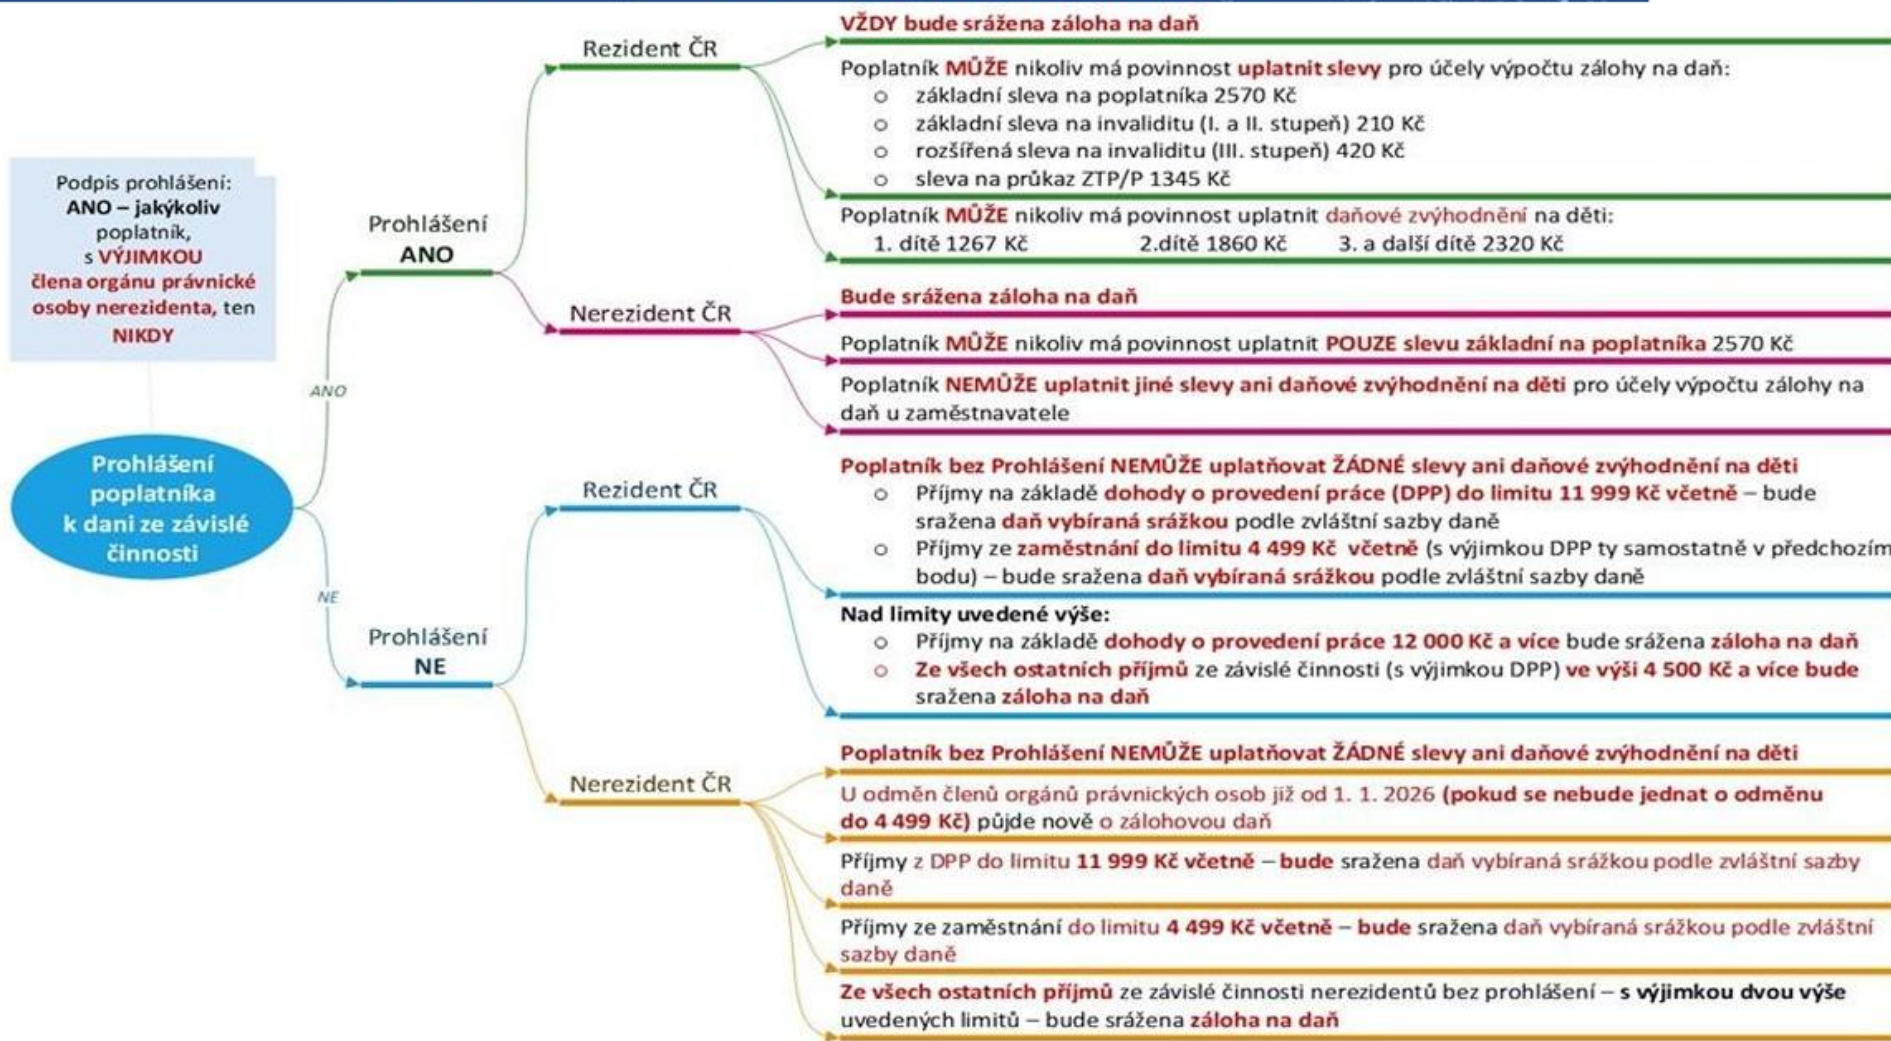 Podpis prohlášení:
ANO – jakýkoliv
poplatník,
s VÝJIMKOU
člena orgánu právnické
osoby nerezidenta, ten
NIKDY
Prohlášení
poplatníka
k dani ze závislé
činnosti
ANO
NE
Prohlášení
ANO
Rezident ČR
VŽDY bude srážena záloha na daň
Poplatník MŮŽE nikoliv má povinnost uplatnit slevy pro účely výpočtu zálohy na daň:
o základní sleva na poplatníka 2570 Kč
o základní sleva na invaliditu (I. a II. stupeň) 210 Kč
o rozšířená sleva na invaliditu (III. stupeň) 420 Kč
o sleva na průkaz ZTP/P 1345 Kč
Poplatník MŮŽE nikoliv má povinnost uplatnit daňové zvýhodnění na děti:
1. dítě 1267 Kč 2.dítě 1860 Kč 3. a další dítě 2320 Kč
Nerezident ČR
Bude srážena záloha na daň
Poplatník MŮŽE nikoliv má povinnost uplatnit POUZE slevu základní na poplatníka 2570 Kč
Poplatník NEMŮŽE uplatnit jiné slevy ani daňové zvýhodnění na děti pro účely výpočtu zálohy na
daň u zaměstnavatele
Prohlášení
NE
Rezident ČR
Poplatník bez Prohlášení NEMŮŽE uplatňovat ŽÁDNÉ slevy ani daňové zvýhodnění na děti
o Příjmy na základě dohody o provedení práce (DPP) do limitu 11 999 Kč včetně – bude
sražena daň vybíraná srážkou podle zvláštní sazby daně
o Příjmy ze zaměstnání do limitu 4 499 Kč včetně (s výjimkou DPP ty samostatně v předchozím
bodu) – bude sražena daň vybíraná srážkou podle zvláštní sazby daně
Nad limity uvedené výše:
o Příjmy na základě dohody o provedení práce 12 000 Kč a více bude srážena záloha na daň
o Ze všech ostatních příjmů ze závislé činnosti (s výjimkou DPP) ve výši 4 500 Kč a více bude
sražena záloha na daň
Nerezident ČR
Poplatník bez Prohlášení NEMŮŽE uplatňovat ŽÁDNÉ slevy ani daňové zvýhodnění na děti
U odměn členů orgánů právnických osob již od 1. 1. 2026 (pokud se nebude jednat o odměnu
do 4 499 Kč) půjde nově o zálohovou daň
Příjmy z DPP do limitu 11 999 Kč včetně – bude sražena daň vybíraná srážkou podle zvláštní sazby
daně
Příjmy ze zaměstnání do limitu 4 499 Kč včetně – bude sražena daň vybíraná srážkou podle zvláštní
sazby daně
Ze všech ostatních příjmů ze závislé činnosti nerezidentů bez prohlášení – s výjimkou dvou výše
uvedených limitů – bude srážena záloha na daň